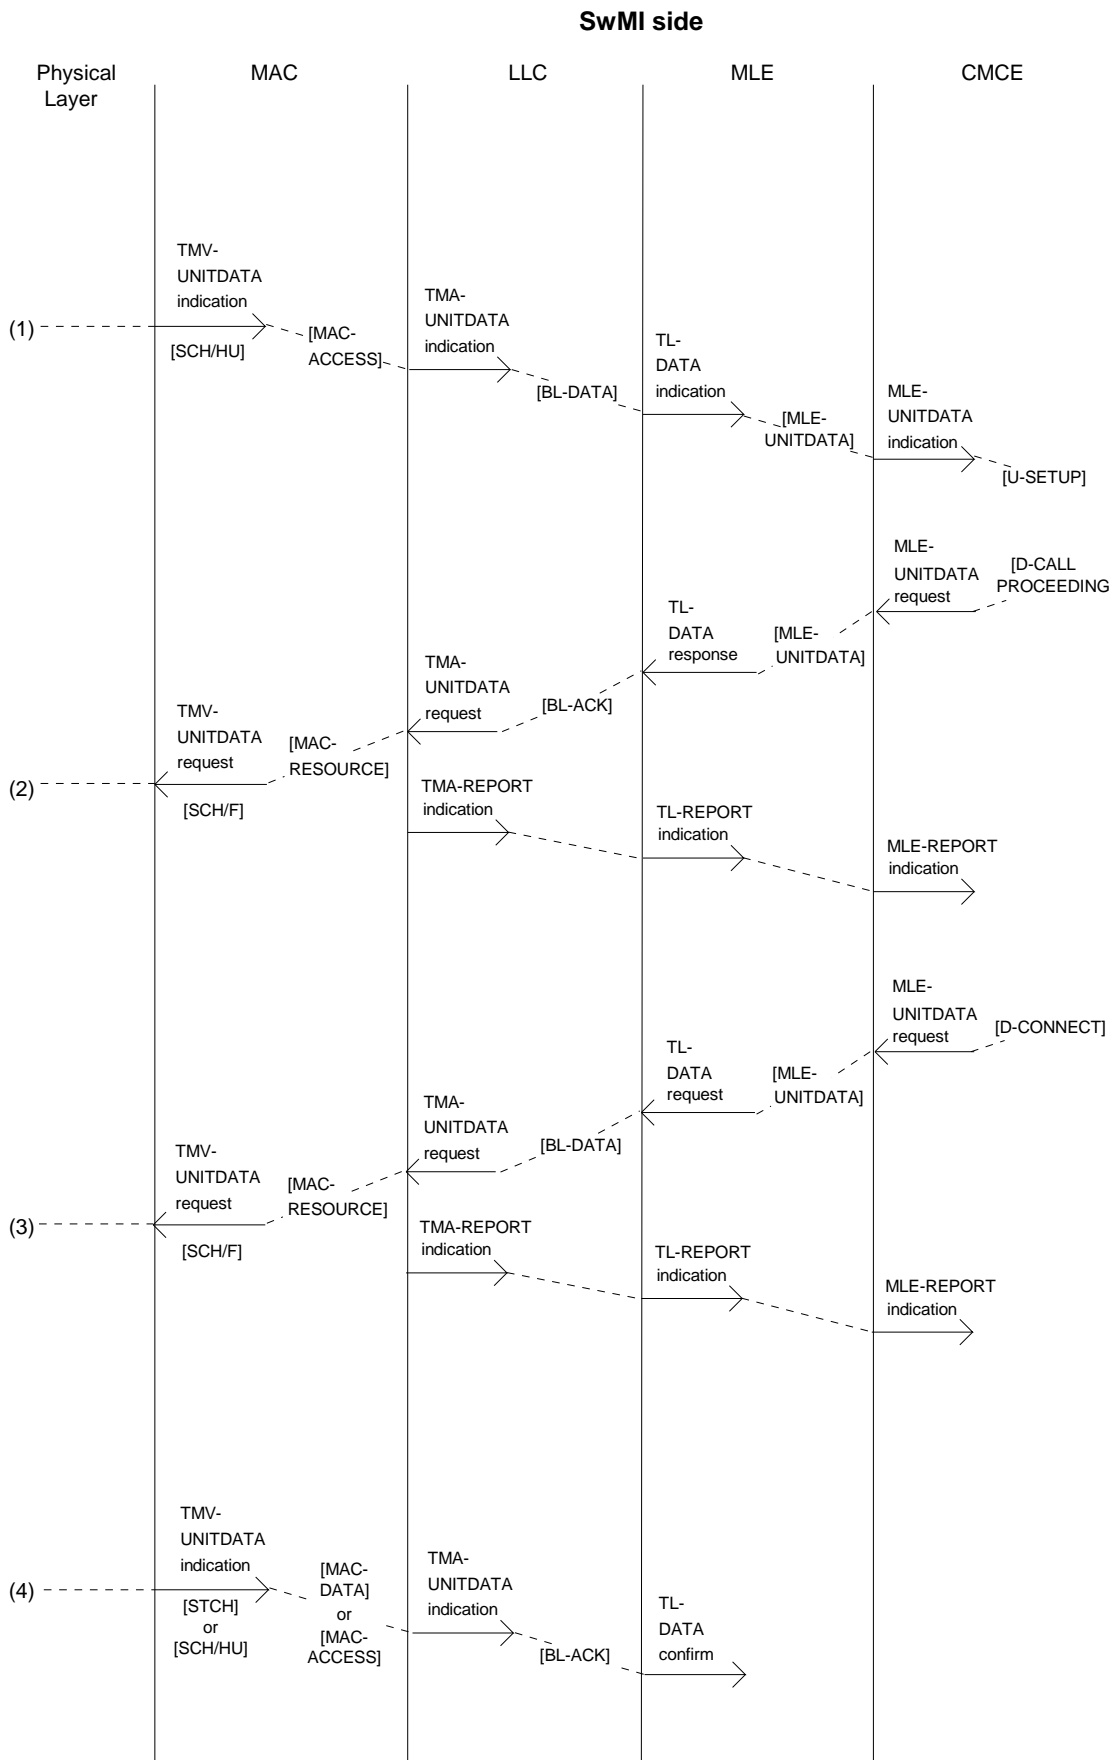 SwMI side
Physical
Layer
MAC
LLC
MLE
CMCE
(1)
TMV-
UNITDATA
indication
[SCH/HU]
[MAC-
ACCESS]
TMA-
UNITDATA
indication
[BL-DATA]
TL-
DATA
indication
[MLE-
UNITDATA]
MLE-
UNITDATA
indication
[U-SETUP]
MLE-
UNITDATA
request
[D-CALL
PROCEEDING
TL-
DATA
response
[MLE-
UNITDATA]
TMA-
UNITDATA
request
[BL-ACK]
(2)
TMV-
UNITDATA
request
[SCH/F]
[MAC-
RESOURCE]
TMA-REPORT
indication
TL-REPORT
indication
MLE-REPORT
indication
MLE-
UNITDATA
request
[D-CONNECT]
TL-
DATA
request
[MLE-
UNITDATA]
TMA-
UNITDATA
request
[BL-DATA]
(3)
TMV-
UNITDATA
request
[SCH/F]
[MAC-
RESOURCE]
TMA-REPORT
indication
TL-REPORT
indication
MLE-REPORT
indication
(4)
TMV-
UNITDATA
indication
[STCH]
or
[SCH/HU]
[MAC-
DATA]
or
[MAC-
ACCESS]
TMA-
UNITDATA
indication
[BL-ACK]
TL-
DATA
confirm